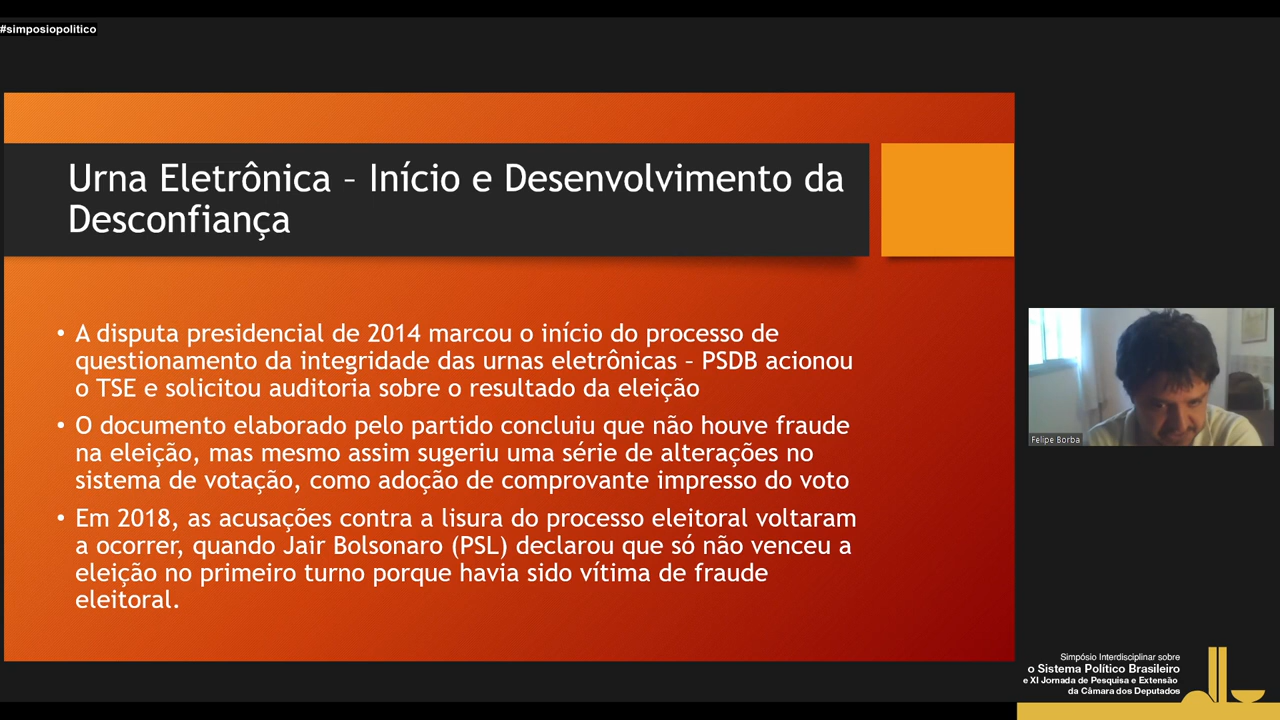 #simposiopolitico
Urna Eletrônica – Início e Desenvolvimento da
Desconfiança
• A disputa presidencial de 2014 marcou o início do processo de
questionamento da integridade das urnas eletrônicas – PSDB acionou
o TSE e solicitou auditoria sobre o resultado da eleição
• O documento elaborado pelo partido concluiu que não houve fraude
na eleição, mas mesmo assim sugeriu uma série de alterações no
sistema de votação, como adoção de comprovante impresso do voto
• Em 2018, as acusações contra a lisura do processo eleitoral voltaram
a ocorrer, quando Jair Bolsonaro (PSL) declarou que só não venceu a
eleição no primeiro turno porque havia sido vítima de fraude
eleitoral.
Felipe Borba
Simpósio Interdisciplinar sobre
o Sistema Político Brasileiro
e XI Jornada de Pesquisa e Extensão
da Câmara dos Deputados